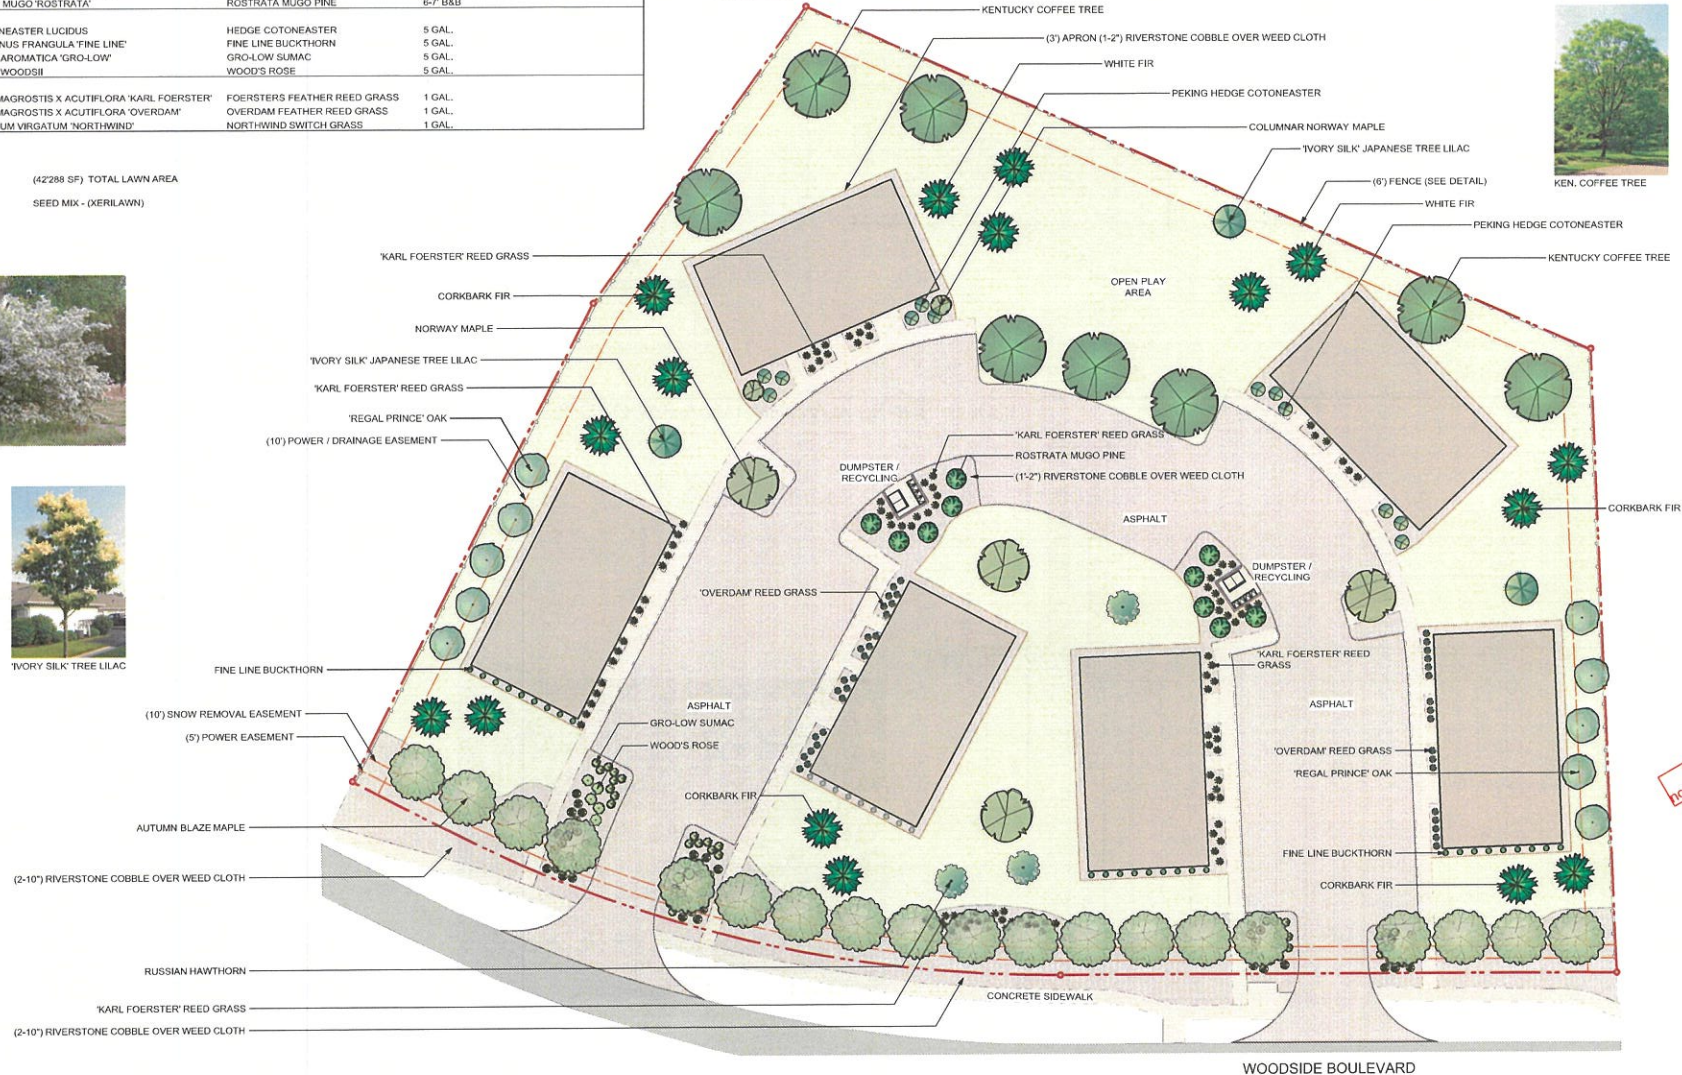 MUGO 'ROSTRATA' ROSTRATA MUGO PINE 6-7' B&B
NEASTER LUCIDUS HEDGE COTONEASTER 5 GAL.
NUS FRANGULA 'FINE LINE' FINE LINE BUCKTHORN 5 GAL.
AROMATICA 'GRO-LOW' GRO-LOW SUMAC 5 GAL.
WOODSII WOOD'S ROSE 5 GAL.
MAGROSTIS X ACUTIFLORA 'KARL FOERSTER' FOERSTERS FEATHER REED GRASS 1 GAL.
MAGROSTIS X ACUTIFLORA 'OVERDAM' OVERDAM FEATHER REED GRASS 1 GAL.
UM VIRGATUM 'NORTHWIND' NORTHWIND SWITCH GRASS 1 GAL.
(42'288 SF) TOTAL LAWN AREA
SEED MIX - (XERILAWN)
KENTUCKY COFFEE TREE
(3') APRON (1-2") RIVERSTONE COBBLE OVER WEED CLOTH
WHITE FIR
PEKING HEDGE COTONEASTER
COLUMNAR NORWAY MAPLE
'IVORY SILK' JAPANESE TREE LILAC
(6') FENCE (SEE DETAIL)
WHITE FIR
PEKING HEDGE COTONEASTER
KENTUCKY COFFEE TREE
KEN. COFFEE TREE
OPEN PLAY
AREA
'KARL FOERSTER' REED GRASS
CORKBARK FIR
NORWAY MAPLE
'IVORY SILK' JAPANESE TREE LILAC
'KARL FOERSTER' REED GRASS
'REGAL PRINCE' OAK
(10') POWER / DRAINAGE EASEMENT
'KARL FOERSTER' REED GRASS
ROSTRATA MUGO PINE
(1'-2") RIVERSTONE COBBLE OVER WEED CLOTH
DUMPSTER /
RECYCLING
ASPHALT
CORKBARK FIR
DUMPSTER /
RECYCLING
'OVERDAM' REED GRASS
'KARL FOERSTER' REED
GRASS
'IVORY SILK' TREE LILAC
FINE LINE BUCKTHORN
(10') SNOW REMOVAL EASEMENT
(5') POWER EASEMENT
ASPHALT
GRO-LOW SUMAC
WOOD'S ROSE
ASPHALT
'OVERDAM' REED GRASS
'REGAL PRINCE' OAK
CORKBARK FIR
AUTUMN BLAZE MAPLE
(2-10") RIVERSTONE COBBLE OVER WEED CLOTH
FINE LINE BUCKTHORN
CORKBARK FIR
RUSSIAN HAWTHORN
'KARL FOERSTER' REED GRASS
(2-10") RIVERSTONE COBBLE OVER WEED CLOTH
CONCRETE SIDEWALK
WOODSIDE BOULEVARD